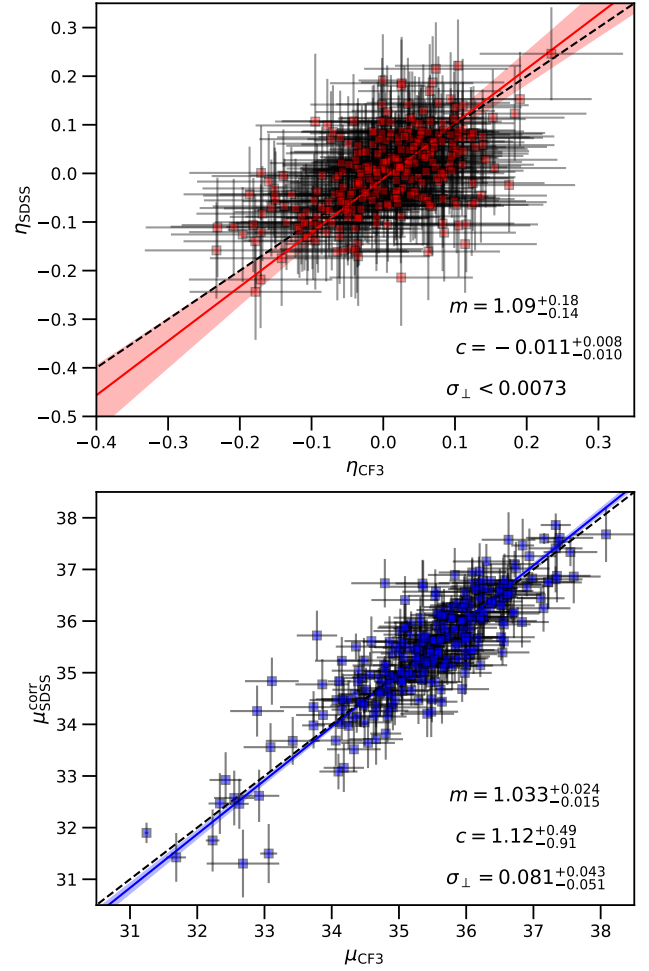 0.3
0.2
0.1
0.0
−0.1
−0.2
−0.3
−0.4
−0.5
η_SDSS
m = 1.09^{+0.18}_{−0.14}
c = − 0.011^{+0.008}_{−0.010}
σ_⊥ < 0.0073
−0.4 −0.3 −0.2 −0.1 0.0 0.1 0.2 0.3
η_CF3
38
37
36
35
34
33
32
31
μ^{corr}_{SDSS}
m = 1.033^{+0.024}_{−0.015}
c = 1.12^{+0.49}_{−0.91}
σ_⊥ = 0.081^{+0.043}_{−0.051}
31 32 33 34 35 36 37 38
μ_CF3